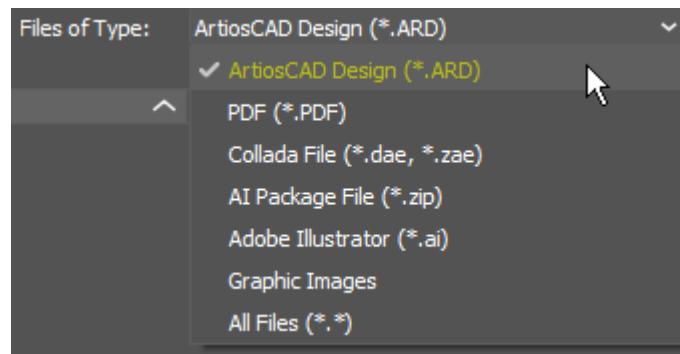 Files of Type: ArtiosCAD Design (*.ARD)
ArtiosCAD Design (*.ARD)
PDF (*.PDF)
Collada File (*.dae, *.zae)
AI Package File (*.zip)
Adobe Illustrator (*.ai)
Graphic Images
All Files (*.*)